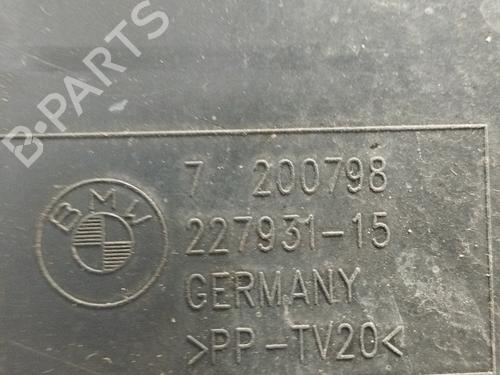 B-PARTS
BMW
7 200798
227931-15
GERMANY
>PP-TV20<